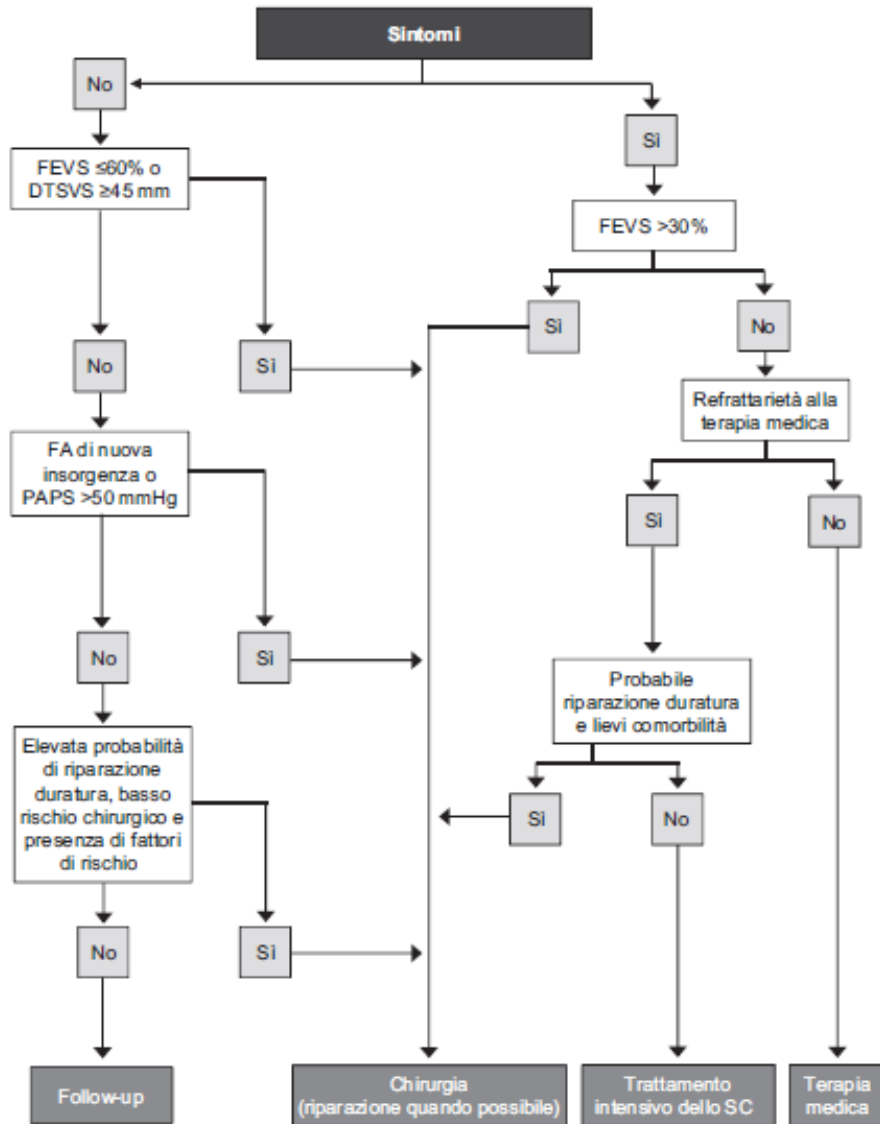 Sintomi
No
Sì
FEVS ≤60% o
DTSVS ≥45 mm
FEVS >30%
Sì
No
No
Sì
Refrattarietà alla
terapia medica
FA di nuova
insorgenza o
PAPS >50 mmHg
Sì
No
No
Sì
Probabile
riparazione duratura
e lievi comorbilità
Elevata probabilità
di riparazione
duratura, basso
rischio chirurgico e
presenza di fattori
di rischio
Sì
No
No
Sì
Follow-up
Chirurgia
(riparazione quando possibile)
Trattamento
intensivo dello SC
Terapia
medica